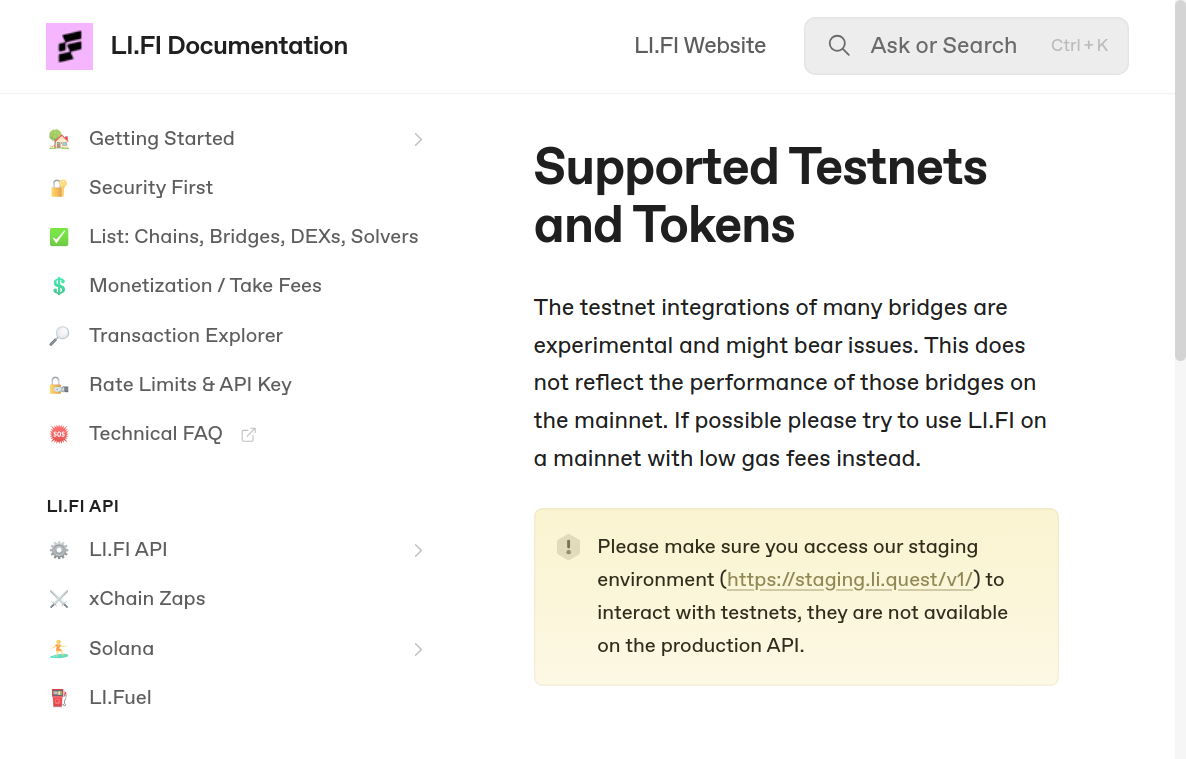 LI.FI Documentation
LI.FI Website
Ask or Search
Ctrl + K
Getting Started
Security First
List: Chains, Bridges, DEXs, Solvers
Monetization / Take Fees
Transaction Explorer
Rate Limits & API Key
SOS
Technical FAQ
LI.FI API
LI.FI API
xChain Zaps
Solana
LI.Fuel
Supported Testnets
and Tokens
The testnet integrations of many bridges are
experimental and might bear issues. This does
not reflect the performance of those bridges on
the mainnet. If possible please try to use LI.FI on
a mainnet with low gas fees instead.
Please make sure you access our staging
environment (https://staging.li.quest/v1/) to
interact with testnets, they are not available
on the production API.